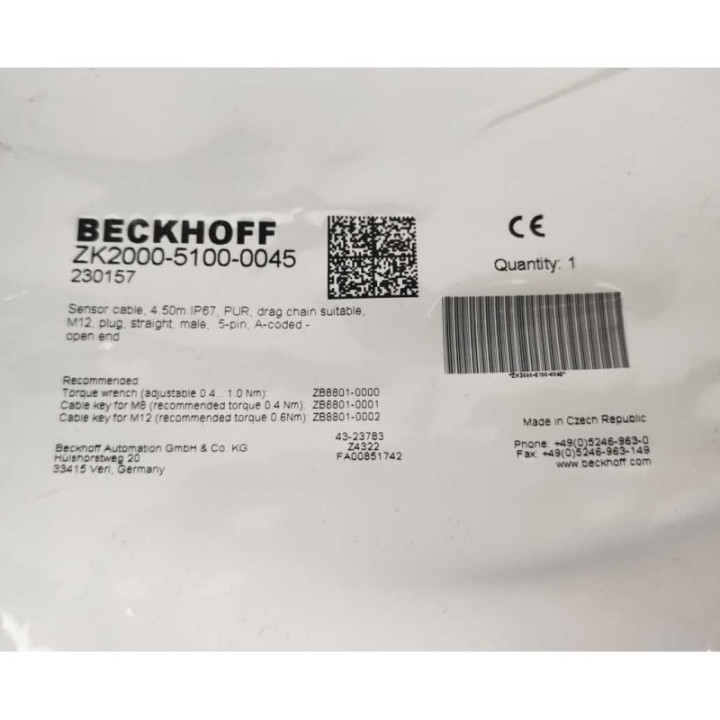 BECKHOFF
ZK2000-5100-0045
230157
CE
Quantity: 1
Sensor cable, 4.50m IP67, PUR, drag chain suitable,
M12, plug, straight, male, 5-pin, A-coded -
open end
*ZK2000-5100-0045*
Recommended
Torque wrench (adjustable 0.4...1.0 Nm): ZB8801-0000
Cable key for M8 (recommended torque 0.4 Nm): ZB8801-0001
Cable key for M12 (recommended torque 0.6Nm): ZB8801-0002
Beckhoff Automation GmbH & Co. KG
Hülshorstweg 20
33415 Verl, Germany
43-23783
Z4322
FA00851742
Made in Czech Republic
Phone: +49(0)5246-963-0
Fax: +49(0)5246-963-149
www.beckhoff.com